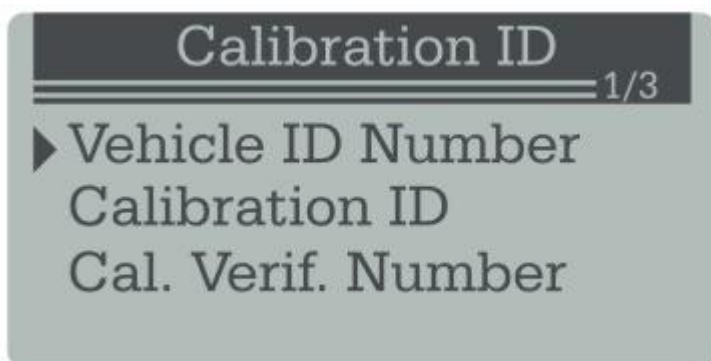 Calibration ID
1/3
Vehicle ID Number
Calibration ID
Cal. Verif. Number